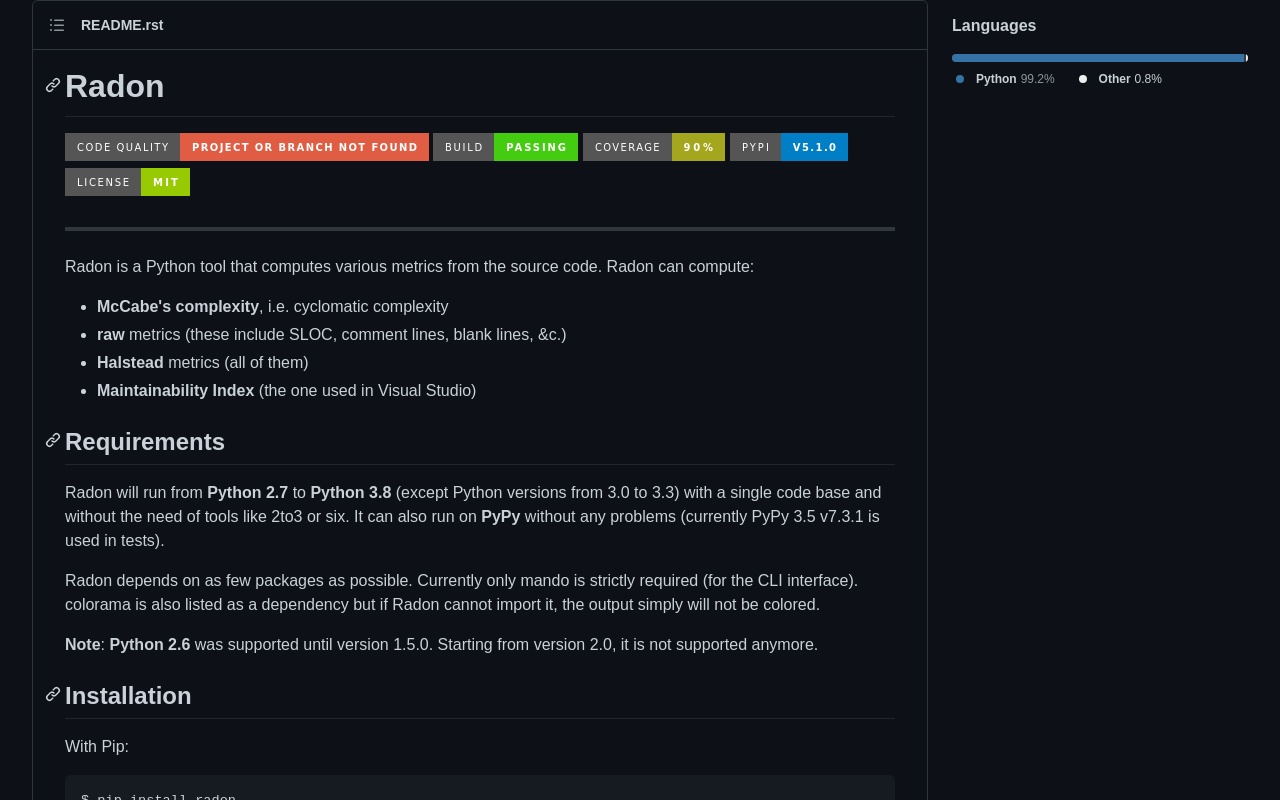 README.rst
Radon
CODE QUALITY PROJECT OR BRANCH NOT FOUND BUILD PASSING COVERAGE 90% PYPI V5.1.0
LICENSE MIT
Radon is a Python tool that computes various metrics from the source code. Radon can compute:
McCabe's complexity, i.e. cyclomatic complexity
raw metrics (these include SLOC, comment lines, blank lines, &c.)
Halstead metrics (all of them)
Maintainability Index (the one used in Visual Studio)
Requirements
Radon will run from Python 2.7 to Python 3.8 (except Python versions from 3.0 to 3.3) with a single code base and
without the need of tools like 2to3 or six. It can also run on PyPy without any problems (currently PyPy 3.5 v7.3.1 is
used in tests).
Radon depends on as few packages as possible. Currently only mando is strictly required (for the CLI interface).
colorama is also listed as a dependency but if Radon cannot import it, the output simply will not be colored.
Note: Python 2.6 was supported until version 1.5.0. Starting from version 2.0, it is not supported anymore.
Installation
With Pip:
$ pip install radon
Languages
Python 99.2% Other 0.8%